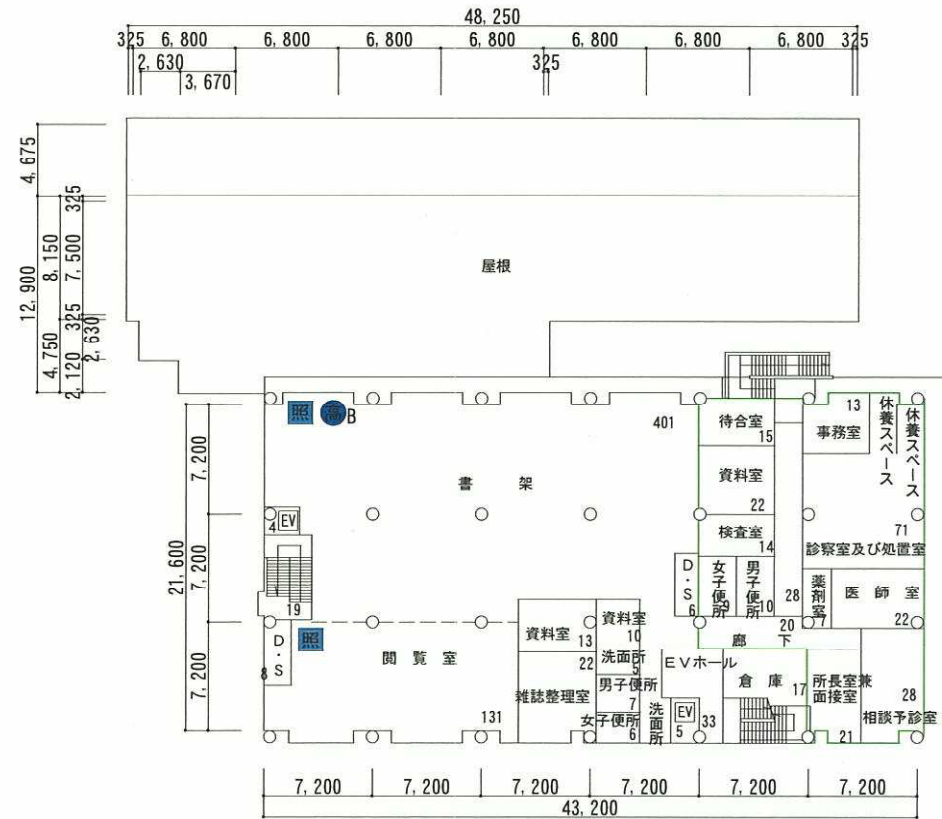 48,250
325 6,800 6,800 6,800 6,800 6,800 6,800 6,800 325
2,630 325
3,670
4,675
325
12,900 8,150 7,500
屋根
4,750 325 2,630
2,120
照 高 B 401 待合室 15 事務室 13 休養スペース 休養スペース
7,200
書架 資料室 22
EV 4 検査室 14 診察室及び処置室 71
21,600 7,200
D・S 6 女子便所 9 男子便所 10 28 薬剤室 7 医師室 22
19
照 資料室 13 資料室 10 廊下 20
D・S 8 閲覧室 22 洗面所 5 EVホール 倉庫 17 所長室兼面接室 28
7,200
雑誌整理室 男子便所 7 相談予診室
131 女子便所 6 洗面所 EV 5 33 21
7,200 7,200 7,200 7,200 7,200 7,200
43,200